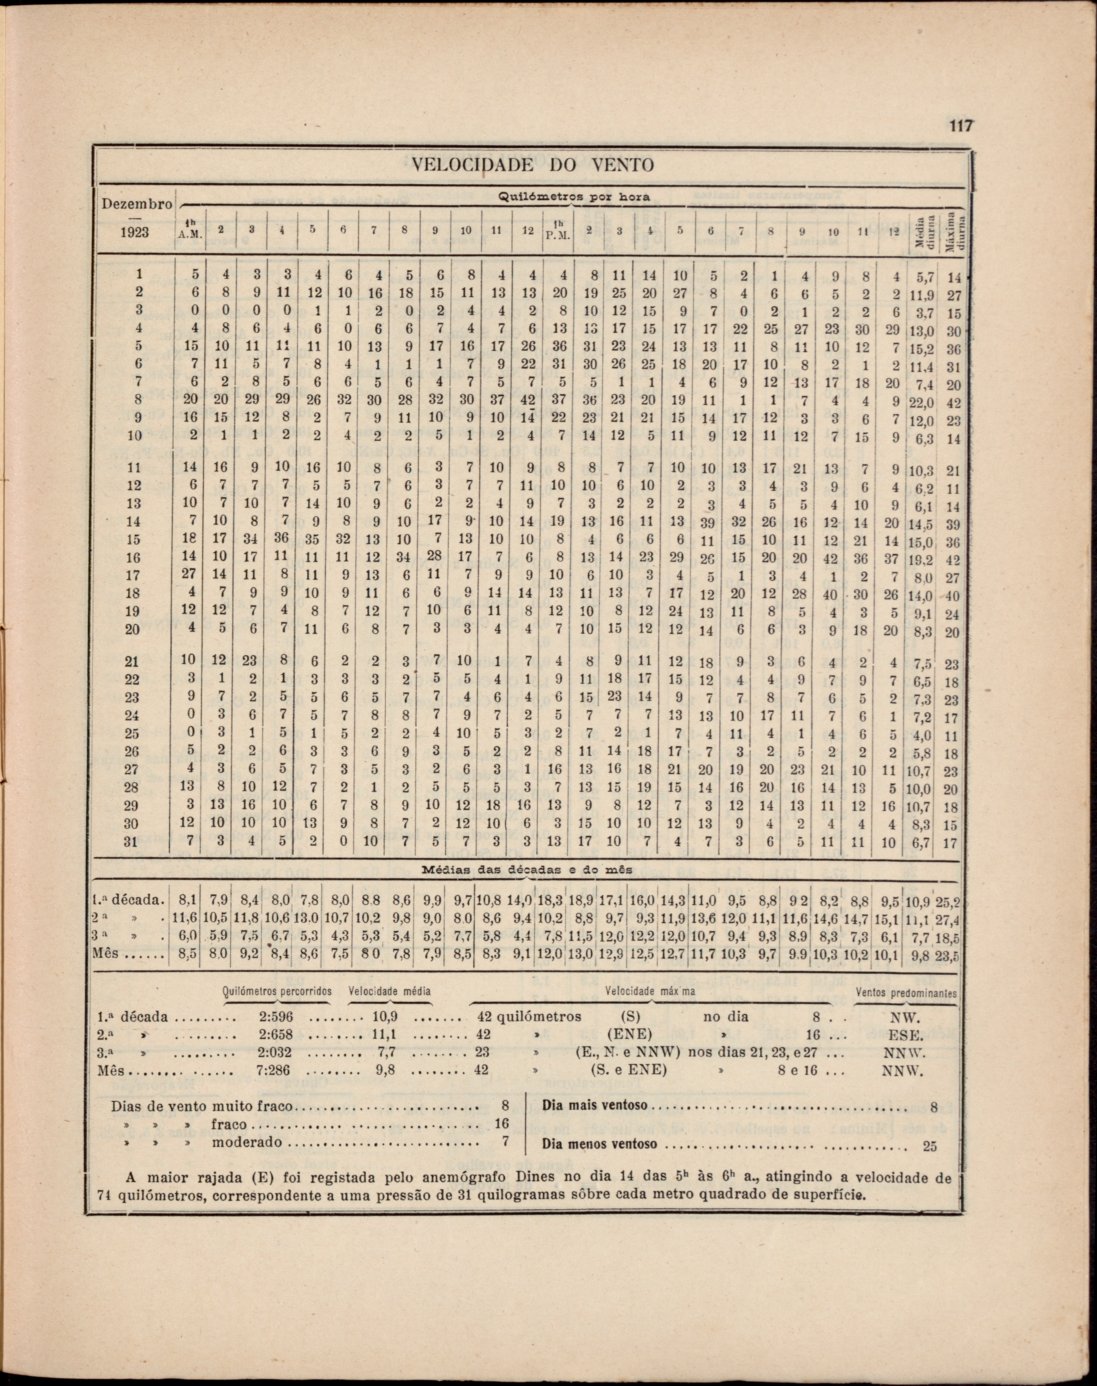 117
VELOCIDADE DO VENTO
Dezembro Quilómetros por hora
1923 1h A.M. 2 3 4 5 6 7 8 9 10 11 12 1h P.M. 2 3 4 5 6 7 8 9 10 11 12 Média diurna Máxima diurna
1 5 4 3 3 4 6 4 5 6 8 4 4 4 8 11 14 10 5 2 1 4 9 8 4 5,7 14
2 6 8 9 11 12 10 16 18 15 11 13 13 20 19 25 20 27 8 4 6 6 5 2 2 11,9 27
3 0 0 0 0 1 1 2 0 2 4 4 2 8 10 12 15 9 7 0 2 1 2 2 6 3,7 15
4 4 8 6 4 6 0 6 6 7 4 7 6 13 13 17 15 17 17 22 25 27 23 30 29 13,0 30
5 15 10 11 11 11 10 13 9 17 16 17 26 36 31 23 24 13 13 11 8 11 10 12 7 15,2 36
6 7 11 5 7 8 4 1 1 1 7 9 22 31 30 26 25 18 20 17 10 8 2 1 2 11,4 31
7 6 2 8 5 6 6 5 6 4 7 5 7 5 5 1 1 4 6 9 12 13 17 18 20 7,4 20
8 20 20 29 29 26 32 30 28 32 30 37 42 37 36 23 20 19 11 1 1 7 4 4 9 22,0 42
9 16 15 12 8 2 7 9 11 10 9 10 14 22 23 21 21 15 14 17 12 3 3 6 7 12,0 23
10 2 1 1 2 2 4 2 2 5 1 2 4 7 14 12 5 11 9 12 11 12 7 15 9 6,3 14
11 14 16 9 10 16 10 8 6 3 7 10 9 8 8 7 7 10 10 13 17 21 13 7 9 10,3 21
12 6 7 7 7 5 5 7 6 3 7 7 11 10 10 6 10 2 3 3 4 3 9 6 4 6,2 11
13 10 7 10 7 14 10 9 6 2 2 4 9 7 3 2 2 2 3 4 5 5 4 10 9 6,1 14
14 7 10 8 7 9 8 9 10 17 9 10 14 19 13 16 11 13 39 32 26 16 12 14 20 14,5 39
15 18 17 34 36 35 32 13 10 7 13 10 10 8 4 6 6 6 11 15 10 11 12 21 14 15,0 36
16 14 10 17 11 11 11 12 34 28 17 7 6 8 13 14 23 29 26 15 20 20 42 36 37 19,2 42
17 27 14 11 8 11 9 13 6 11 7 9 9 10 6 10 3 4 5 1 3 4 1 2 7 8,0 27
18 4 7 9 9 10 9 11 6 6 9 14 14 13 11 13 7 17 12 20 12 28 40 30 26 14,0 40
19 12 12 7 4 8 7 12 7 10 6 11 8 12 10 8 12 24 13 11 8 5 4 3 5 9,1 24
20 4 5 6 7 11 6 8 7 3 3 4 4 7 10 15 12 12 14 6 6 3 9 18 20 8,3 20
21 10 12 23 8 6 2 2 3 7 10 1 7 4 8 9 11 12 18 9 3 6 4 2 4 7,5 23
22 3 1 2 1 3 3 3 2 5 5 4 1 9 11 18 17 15 12 4 4 9 7 9 7 6,5 18
23 9 7 2 5 5 6 5 7 7 4 6 4 6 15 23 14 9 7 7 8 7 6 5 2 7,3 23
24 0 3 6 7 5 7 8 8 7 9 7 2 5 7 7 7 13 13 10 17 11 7 6 1 7,2 17
25 0 3 1 5 1 5 2 2 4 10 5 3 2 7 2 1 7 4 11 4 1 4 6 5 4,0 11
26 5 2 2 6 3 3 6 9 3 5 2 2 8 11 14 18 17 7 3 2 5 2 2 2 5,8 18
27 4 3 6 5 7 3 5 3 2 6 3 1 16 13 16 18 21 20 19 20 23 21 10 11 10,7 23
28 13 8 10 12 7 2 1 2 5 5 5 3 7 13 15 19 15 14 16 20 16 14 13 5 10,0 20
29 3 13 16 10 6 7 8 9 10 12 18 16 13 9 8 12 7 3 12 14 13 11 12 16 10,7 18
30 12 10 10 10 13 9 8 7 2 12 10 6 3 15 10 10 12 13 9 4 2 4 4 4 8,3 15
31 7 3 4 5 2 0 10 7 5 7 3 3 13 17 10 7 4 7 3 6 5 11 11 10 6,7 17
Médias das décadas e do mês
1.ª década. 8,1 7,9 8,4 8,0 7,8 8,0 8.8 8,6 9,9 9,7 10,8 14,0 18,3 18,9 17,1 16,0 14,3 11,0 9,5 8,8 9 2 8,2 8,8 9,5 10,9 25,2
2ª » . 11,6 10,5 11,8 10,6 13.0 10,7 10.2 9,8 9,0 8.0 8,6 9,4 10,2 8,8 9,7 9,3 11,9 13,6 12,0 11,1 11,6 14,6 14,7 15,1 11,1 27,4
3ª » . 6,0 5,9 7,5 6,7 5,3 4,3 5,3 5,4 5,2 7,7 5,8 4,4 7,8 11,5 12,0 12,2 12,0 10,7 9,4 9,3 8.9 8,3 7,3 6,1 7,7 18,5
Mês ...... 8,5 8.0 9,2 8,4 8,6 7,5 8 0 7,8 7,9 8,5 8,3 9,1 12,0 13,0 12,9 12,5 12.7 11,7 10,3 9,7 9.9 10,3 10,2 10,1 9,8 23,5
Quilómetros percorridos Velocidade média Velocidade máx ma Ventos predominantes
1.ª década ......... 2:596 ........ 10,9 ....... 42 quilómetros (S) no dia 8 . . NW.
2.ª » ......... 2:658 ........ 11,1 ........ 42 » (ENE) » 16 ... ESE.
3.ª » ......... 2:032 ........ 7,7 ........ 23 » (E., N. e NNW) nos dias 21, 23, e 27 ... NNW.
Mês............... 7:286 ........ 9,8 ........ 42 » (S. e ENE) » 8 e 16 ... NNW.
Dias de vento muito fraco.......................... 8
» » » fraco ................................ 16
» » » moderado ........................... 7
Dia mais ventoso .................................... 8
Dia menos ventoso .................................. 25
A maior rajada (E) foi registada pelo anemógrafo Dines no dia 14 das 5h às 6h a., atingindo a velocidade de
74 quilómetros, correspondente a uma pressão de 31 quilogramas sôbre cada metro quadrado de superfície.